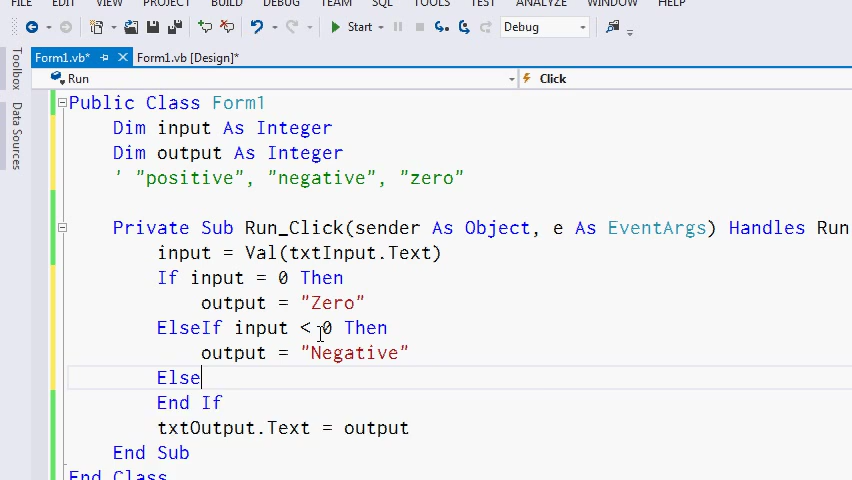 VIEW PROJECT BUILD DEBUG TEAM SQL TOOLS TEST ANALYZE WINDOW HELP
Start Debug
Form1.vb* Form1.vb [Design]*
Run Click
Toolbox
Data Sources
Public Class Form1
Dim input As Integer
Dim output As Integer
' "positive", "negative", "zero"
Private Sub Run_Click(sender As Object, e As EventArgs) Handles Run
input = Val(txtInput.Text)
If input = 0 Then
output = "Zero"
ElseIf input < 0 Then
output = "Negative"
Else
End If
txtOutput.Text = output
End Sub
End Class